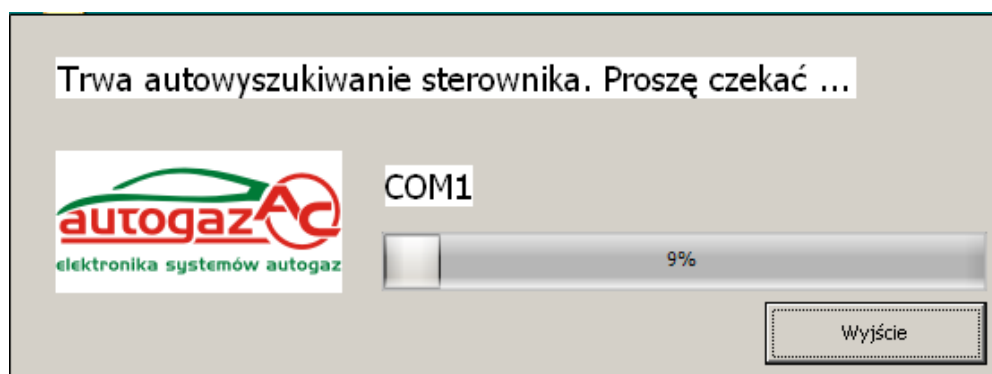 Trwa autowyszukiwanie sterownika. Proszę czekać ...
COM1
autogaz AC
elektronika systemów autogaz
9%
Wyjście